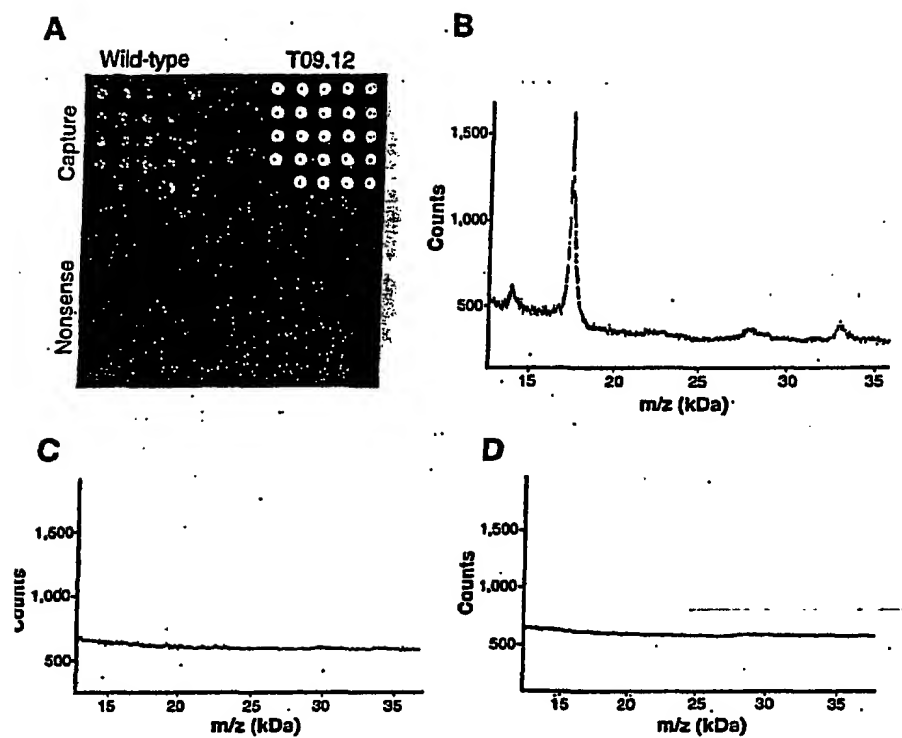 A
Wild-type T09.12
Capture
Nonsense
B
1,500
1,000
500
Counts
15 20 25 30 35
m/z (kDa)
C
1,500
1,000
500
Counts
15 20 25 30 35
m/z (kDa)
D
1,500
1,000
500
Counts
15 20 25 30 35
m/z (kDa)